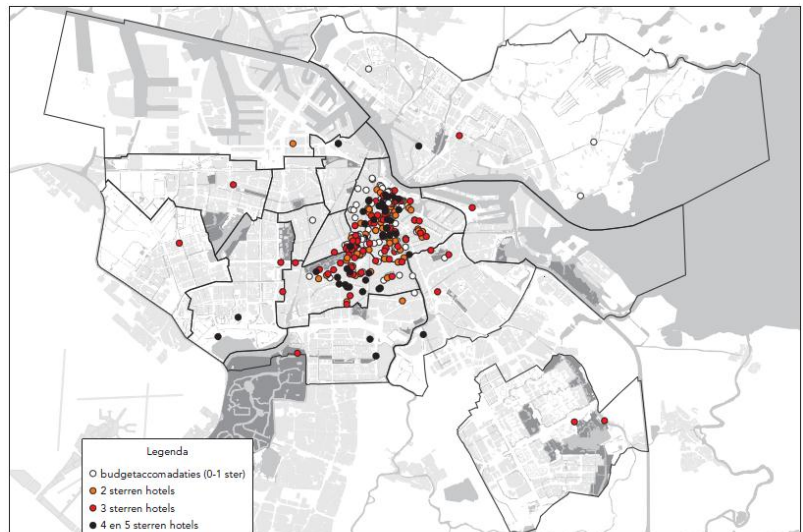 Legenda
budgetaccomadaties (0-1 ster)
2 sterren hotels
3 sterren hotels
4 en 5 sterren hotels